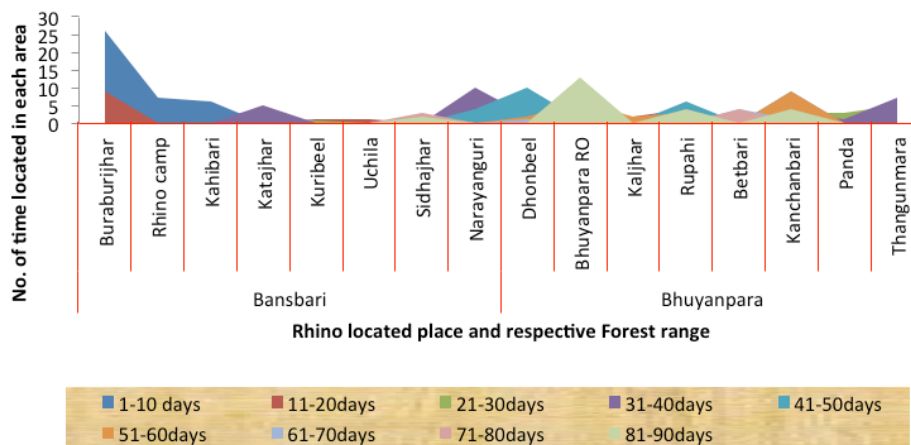 No. of time located in each area
30
25
20
15
10
5
0
Buraburijhar
Rhino camp
Kahibari
Katajhar
Kuribeel
Uchila
Sidhajhar
Narayanguri
Dhonbeel
Bhuyanpara RO
Kaljhar
Rupahi
Betbari
Kanchanbari
Panda
Thangunmara
Bansbari Bhuyanpara
Rhino located place and respective Forest range
1-10 days 11-20days 21-30days 31-40days 41-50days
51-60days 61-70days 71-80days 81-90days